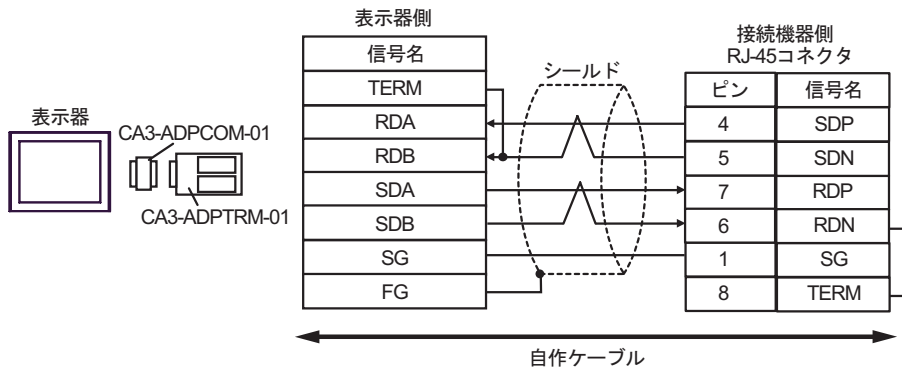 表示器
CA3-ADPCOM-01
CA3-ADPTRM-01
表示器側
信号名
TERM
RDA
RDB
SDA
SDB
SG
FG
シールド
接続機器側
RJ-45コネクタ
ピン 信号名
4 SDP
5 SDN
7 RDP
6 RDN
1 SG
8 TERM
自作ケーブル